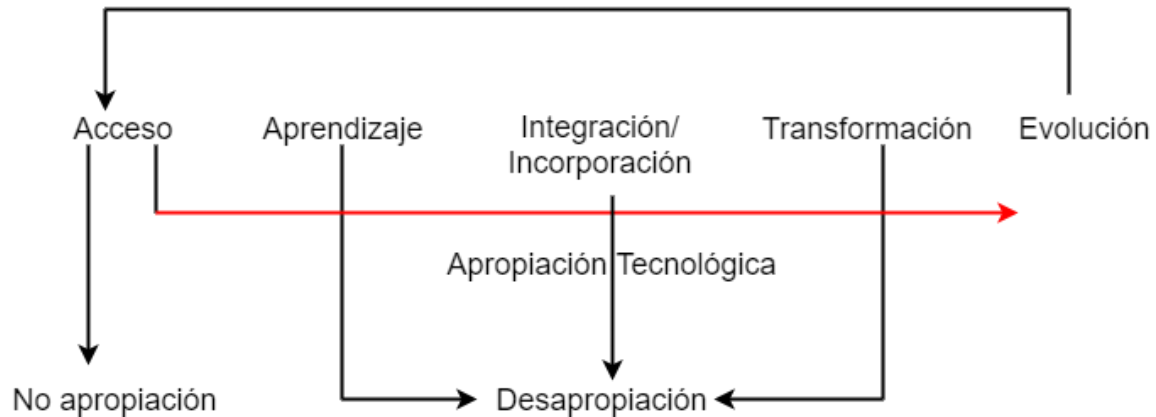 Acceso
Aprendizaje
Integración/
Incorporación
Transformación
Evolución
Apropiación Tecnológica
No apropiación
Desapropiación